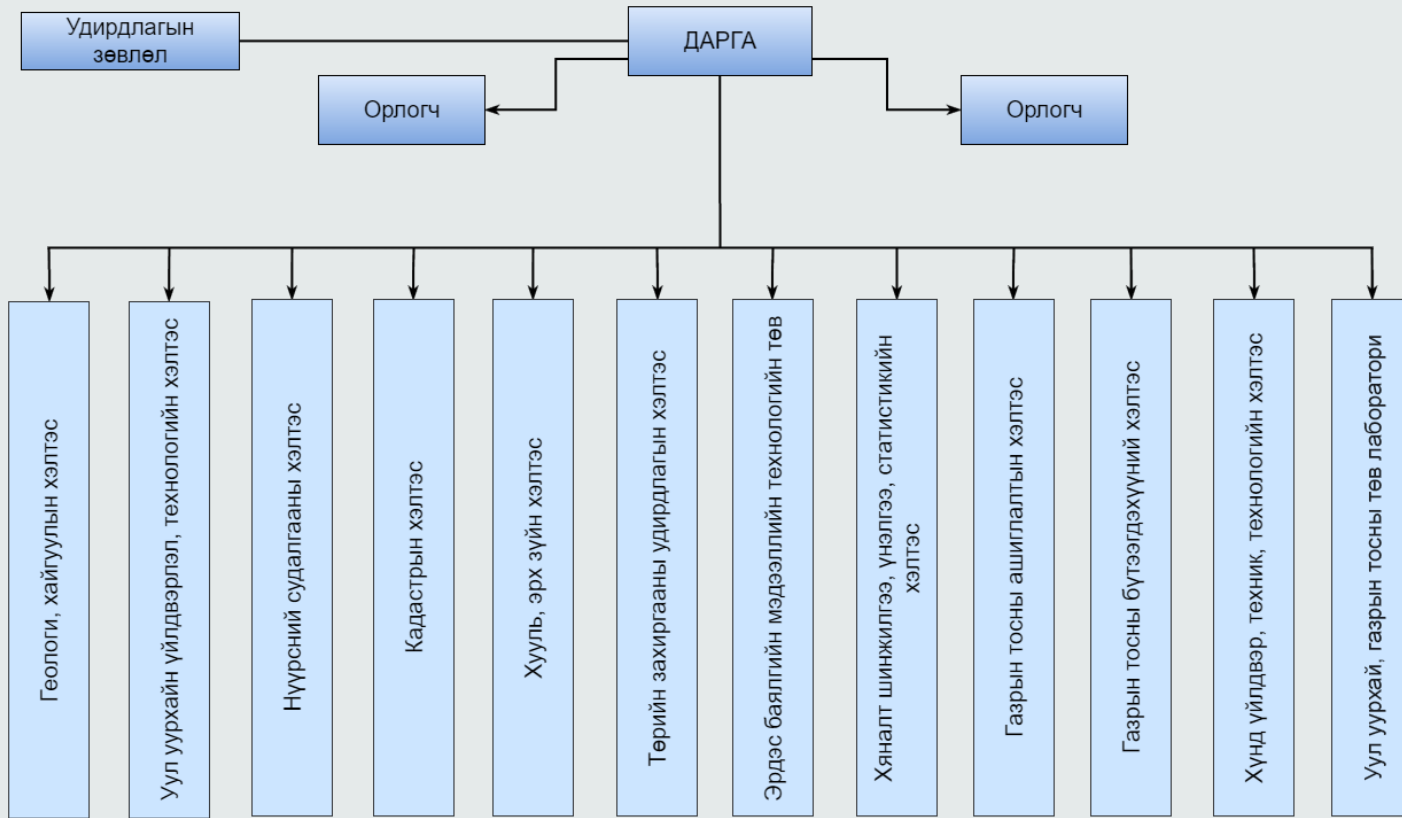 Удирдлагын
зөвлөл
ДАРГА
Орлогч
Орлогч
Геологи, хайгуулын хэлтэс
Уул уурхайн үйлдвэрлэл, технологийн хэлтэс
Нүүрсний судалгааны хэлтэс
Кадастрын хэлтэс
Хууль, эрх зүйн хэлтэс
Төрийн захиргааны удирдлагын хэлтэс
Эрдэс баялгийн мэдээллийн технологийн төв
Хяналт шинжилгээ, үнэлгээ, статистикийн
хэлтэс
Газрын тосны ашиглалтын хэлтэс
Газрын тосны бүтээгдэхүүний хэлтэс
Хүнд үйлдвэр, техник, технологийн хэлтэс
Уул уурхай, газрын тосны төв лаборатори